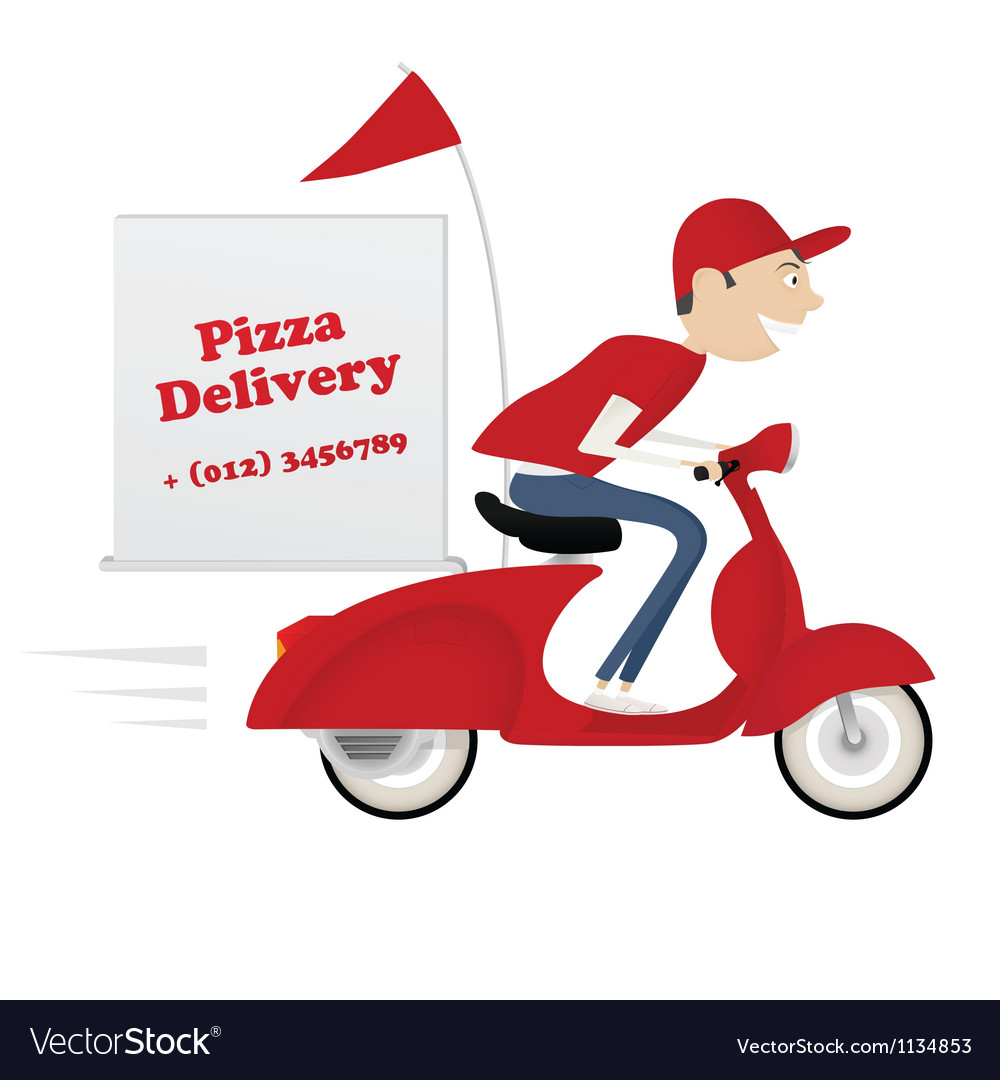 Pizza
Delivery
+ (012) 3456789
VectorStock®
VectorStock.com/1134853